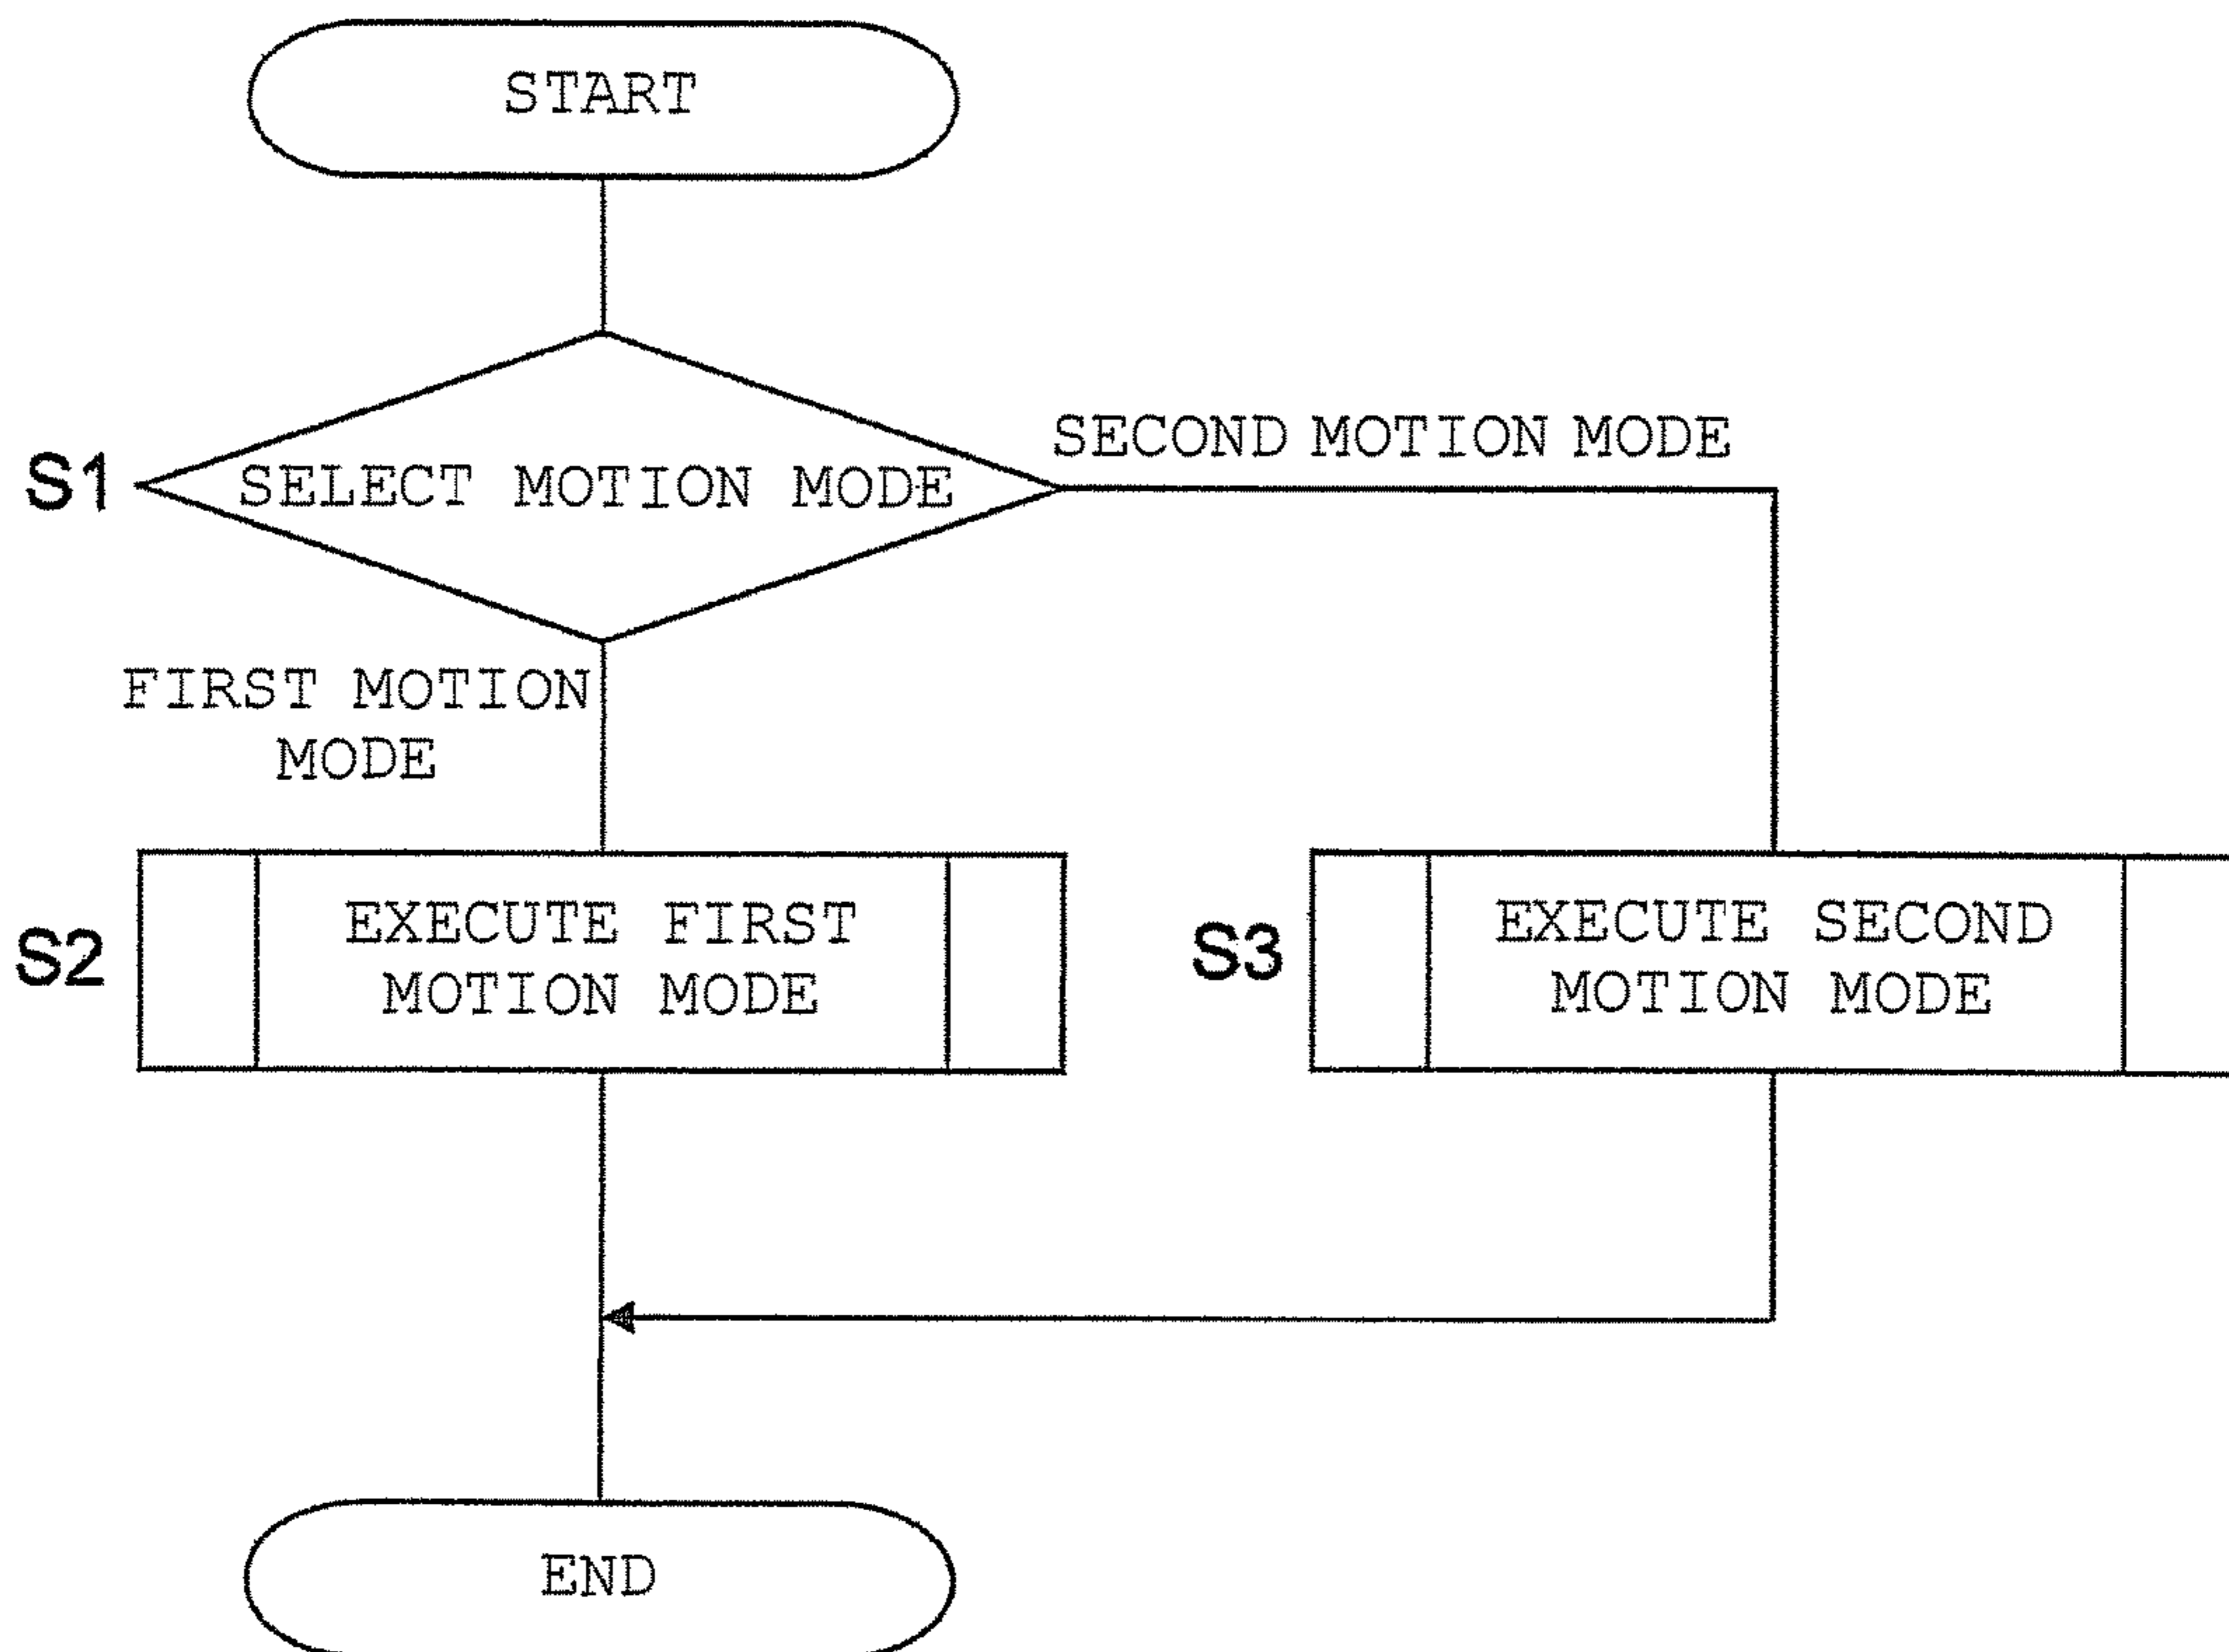 START
S1
SELECT MOTION MODE
SECOND MOTION MODE
FIRST MOTION
MODE
S2
EXECUTE FIRST
MOTION MODE
S3
EXECUTE SECOND
MOTION MODE
END